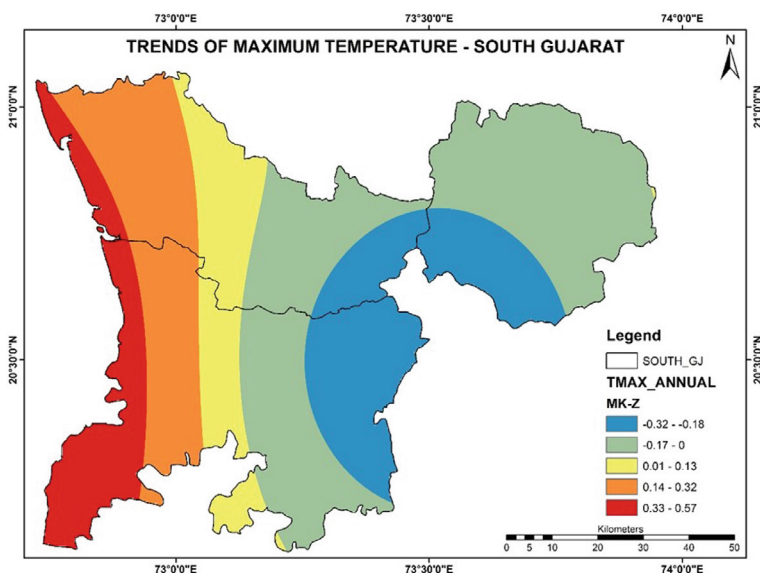 73°0'0"E 73°30'0"E 74°0'0"E
TRENDS OF MAXIMUM TEMPERATURE - SOUTH GUJARAT
N
21°0'0"N 21°0'0"N
20°30'0"N 20°30'0"N
Legend
SOUTH_GJ
TMAX_ANNUAL
MK-Z
-0.32 - -0.18
-0.17 - 0
0.01 - 0.13
0.14 - 0.32
0.33 - 0.57
Kilometers
0 5 10 20 30 40 50
73°0'0"E 73°30'0"E 74°0'0"E